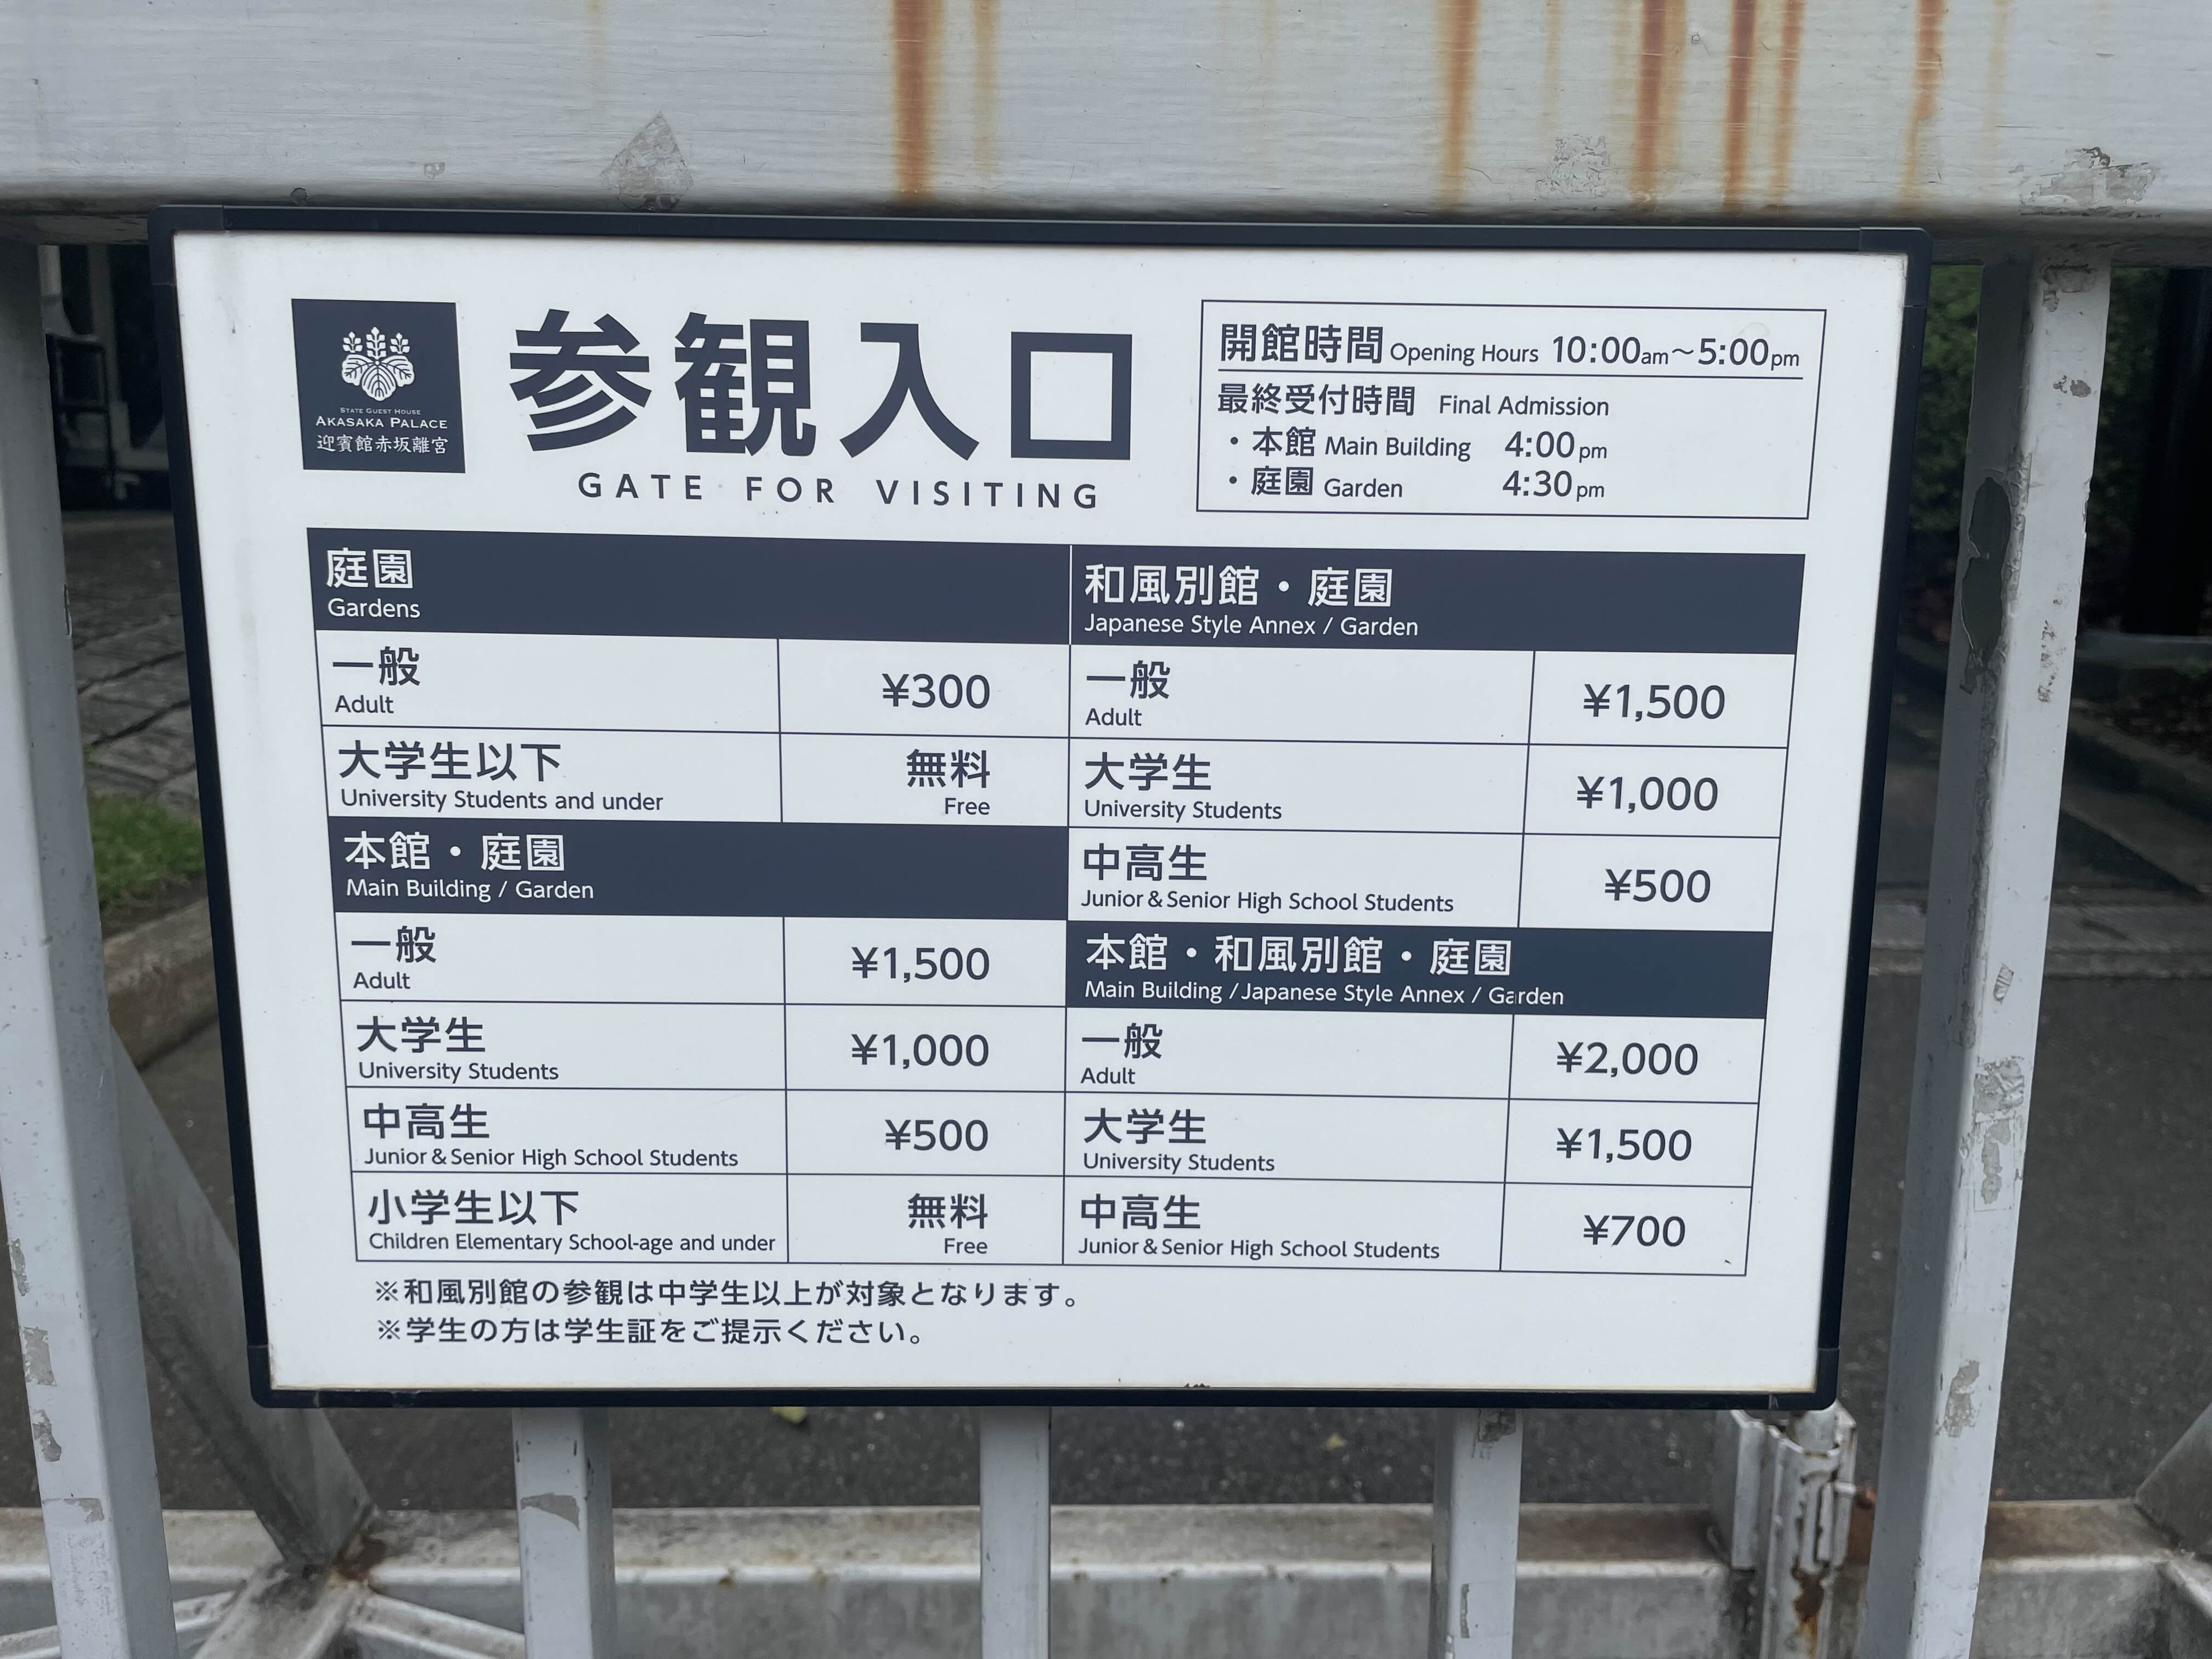 STATE GUEST HOUSE
AKASAKA PALACE
迎賓館赤坂離宮
参観入口
GATE FOR VISITING
開館時間 Opening Hours 10:00am～5:00pm
最終受付時間 Final Admission
・本館 Main Building 4:00pm
・庭園 Garden 4:30pm
庭園
Gardens
一般 ¥300
Adult
大学生以下 無料
University Students and under Free
本館・庭園
Main Building / Garden
一般 ¥1,500
Adult
大学生 ¥1,000
University Students
中高生 ¥500
Junior & Senior High School Students
小学生以下 無料
Children Elementary School-age and under Free
和風別館・庭園
Japanese Style Annex / Garden
一般 ¥1,500
Adult
大学生 ¥1,000
University Students
中高生 ¥500
Junior & Senior High School Students
本館・和風別館・庭園
Main Building / Japanese Style Annex / Garden
一般 ¥2,000
Adult
大学生 ¥1,500
University Students
中高生 ¥700
Junior & Senior High School Students
※和風別館の参観は中学生以上が対象となります。
※学生の方は学生証をご提示ください。